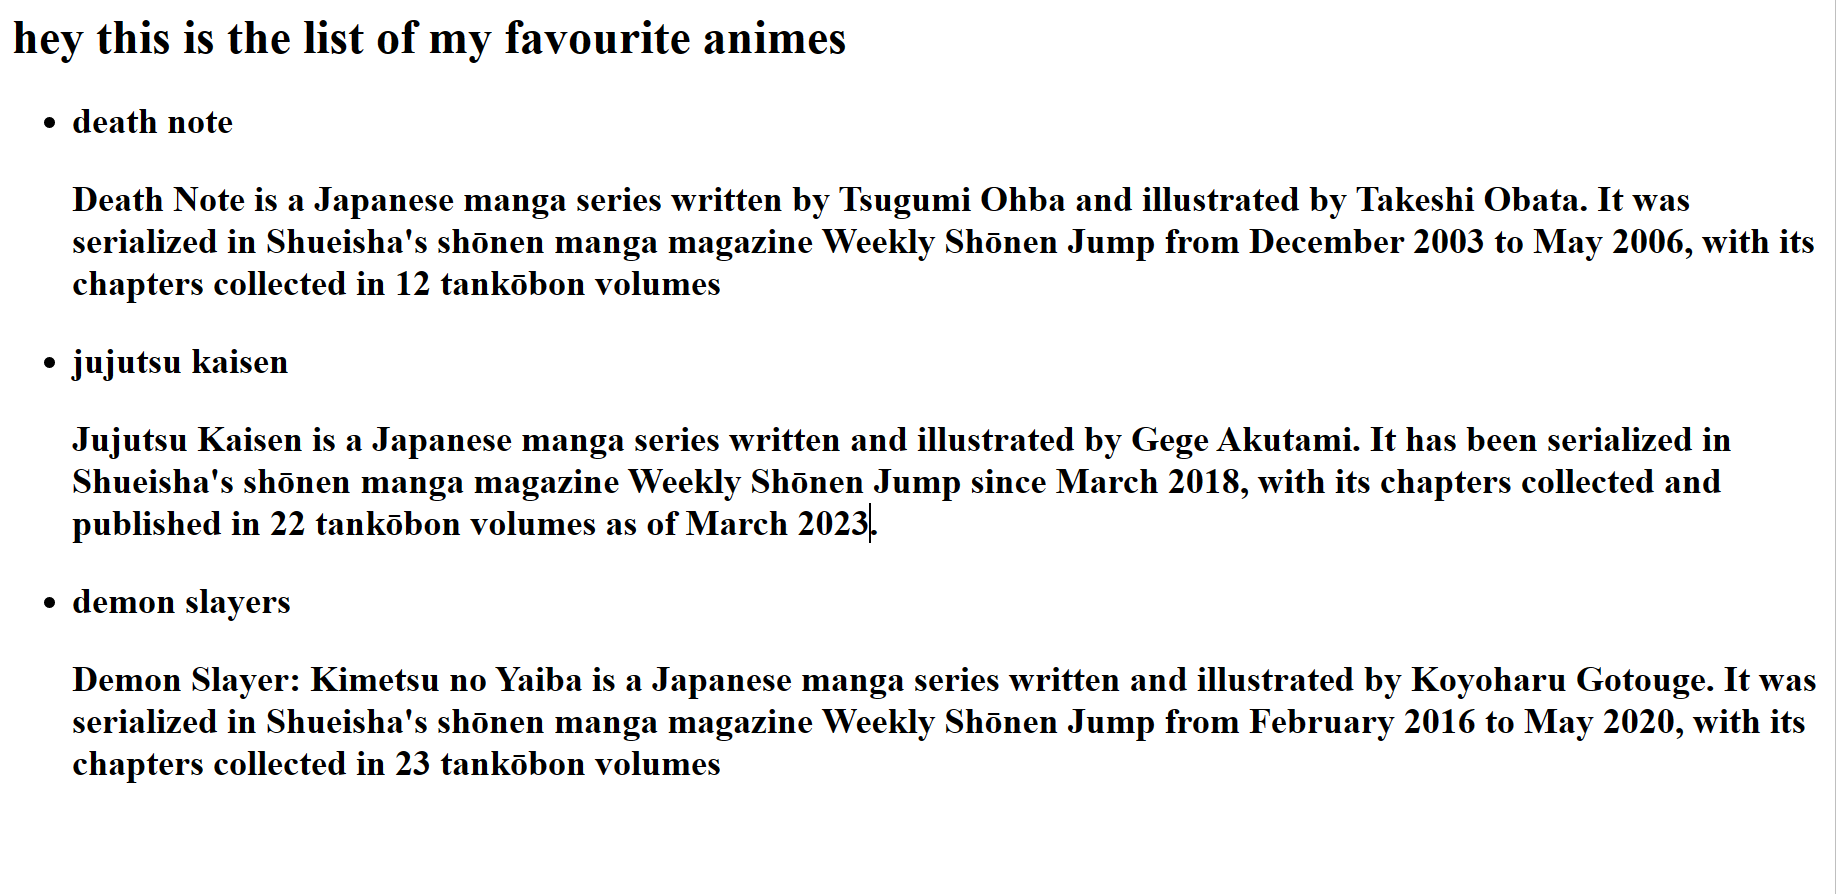 hey this is the list of my favourite animes
• death note
Death Note is a Japanese manga series written by Tsugumi Ohba and illustrated by Takeshi Obata. It was
serialized in Shueisha's shōnen manga magazine Weekly Shōnen Jump from December 2003 to May 2006, with its
chapters collected in 12 tankōbon volumes
• jujutsu kaisen
Jujutsu Kaisen is a Japanese manga series written and illustrated by Gege Akutami. It has been serialized in
Shueisha's shōnen manga magazine Weekly Shōnen Jump since March 2018, with its chapters collected and
published in 22 tankōbon volumes as of March 2023.
• demon slayers
Demon Slayer: Kimetsu no Yaiba is a Japanese manga series written and illustrated by Koyoharu Gotouge. It was
serialized in Shueisha's shōnen manga magazine Weekly Shōnen Jump from February 2016 to May 2020, with its
chapters collected in 23 tankōbon volumes